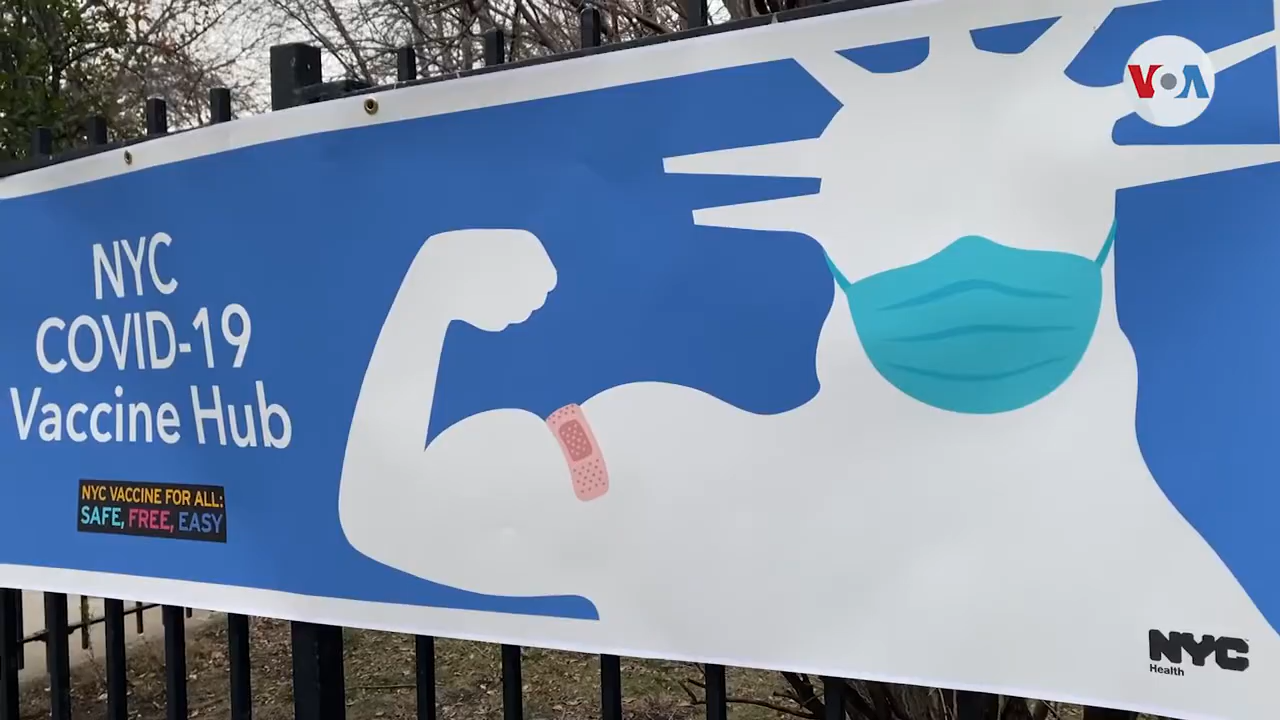 NYC
COVID-19
Vaccine Hub
NYC VACCINE FOR ALL:
SAFE, FREE, EASY
VOA
NYC
Health